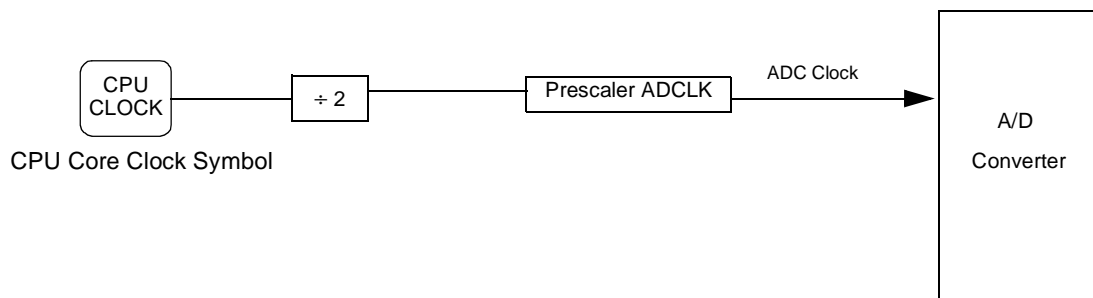 CPU
CLOCK
CPU Core Clock Symbol
÷ 2
Prescaler ADCLK
ADC Clock
A/D
Converter